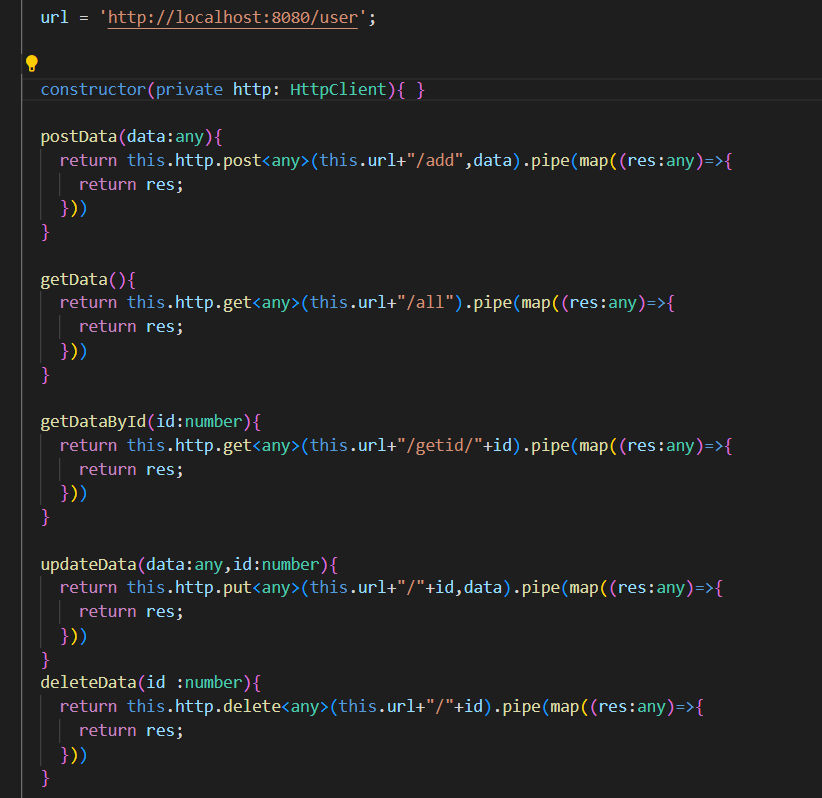 url = 'http://localhost:8080/user';
constructor(private http: HttpClient){ }
postData(data:any){
return this.http.post<any>(this.url+"/add",data).pipe(map((res:any)=>{
return res;
}))
}
getData(){
return this.http.get<any>(this.url+"/all").pipe(map((res:any)=>{
return res;
}))
}
getDataById(id:number){
return this.http.get<any>(this.url+"/getid/"+id).pipe(map((res:any)=>{
return res;
}))
}
updateData(data:any,id:number){
return this.http.put<any>(this.url+"/"+id,data).pipe(map((res:any)=>{
return res;
}))
}
deleteData(id :number){
return this.http.delete<any>(this.url+"/"+id).pipe(map((res:any)=>{
return res;
}))
}